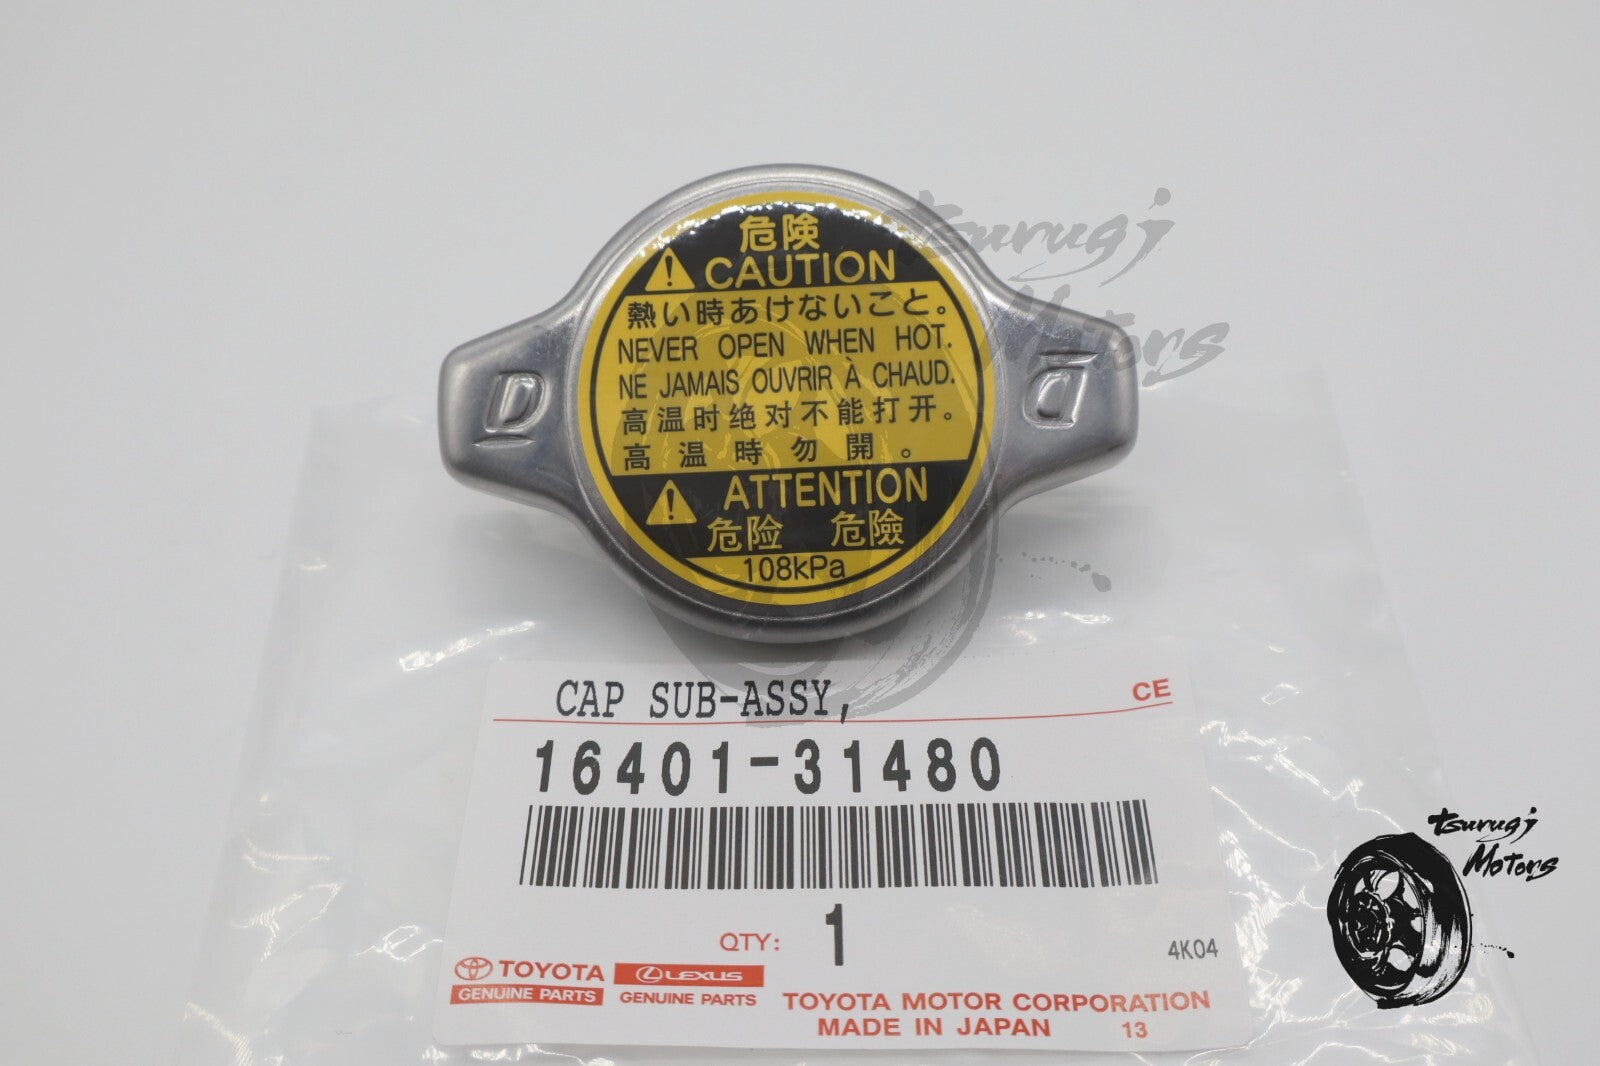 危険
CAUTION
熱い時あけないこと。
NEVER OPEN WHEN HOT.
NE JAMAIS OUVRIR À CHAUD.
高温时绝对不能打开。
高温時勿開。
ATTENTION
危险 危險
108kPa
D
D
tsurugi
Motors
CAP SUB-ASSY,
CE
16401-31480
QTY: 1
4K04
TOYOTA
GENUINE PARTS
LEXUS
GENUINE PARTS
TOYOTA MOTOR CORPORATION
MADE IN JAPAN 13
tsurugi
Motors